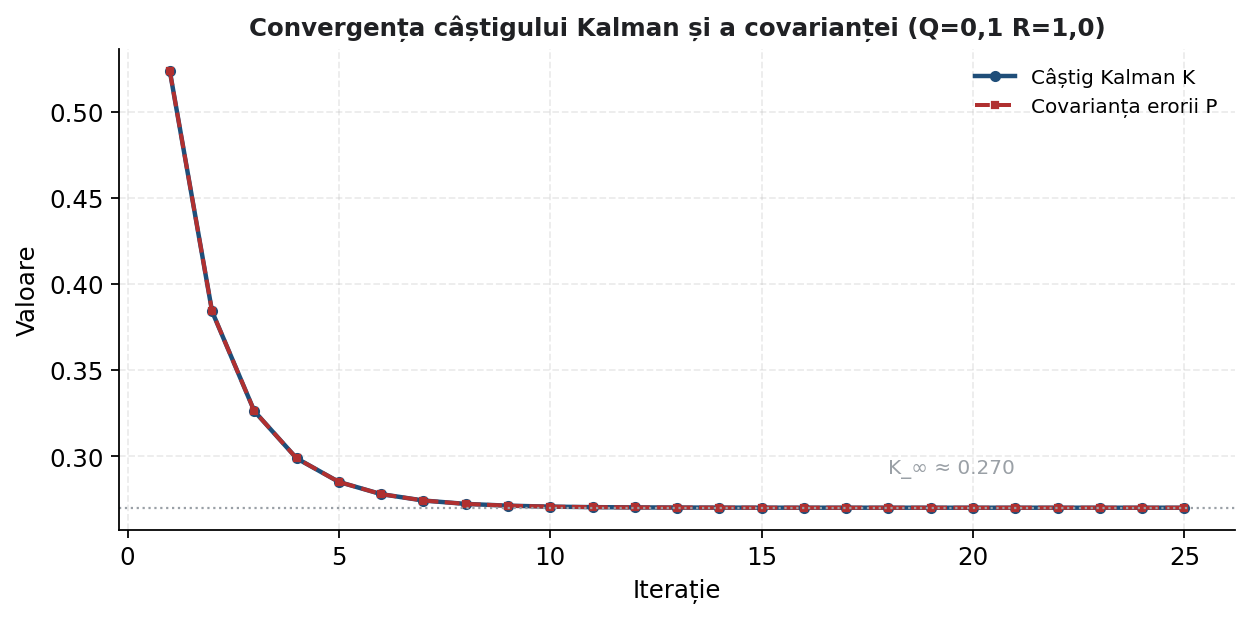 Convergența câștigului Kalman și a covarianței (Q=0,1 R=1,0)
Câștig Kalman K
Covarianța erorii P
Valoare
0.50
0.45
0.40
0.35
0.30
K_∞ ≈ 0.270
0
5
10
15
20
25
Iterație